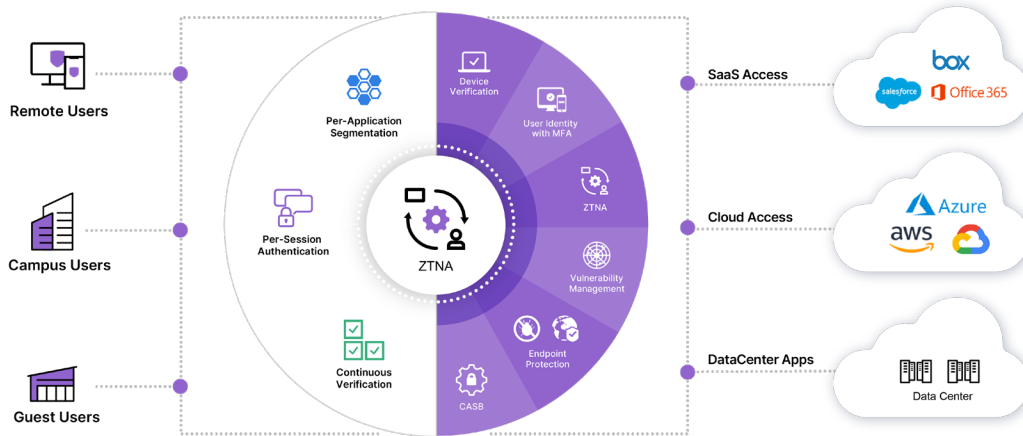 Remote Users
Campus Users
Guest Users
Per-Application
Segmentation
Per-Session
Authentication
Continuous
Verification
ZTNA
Device
Verification
User Identity
with MFA
ZTNA
Vulnerability
Management
Endpoint
Protection
CASB
SaaS Access
box
salesforce
Office 365
Cloud Access
Azure
aws
DataCenter Apps
Data Center